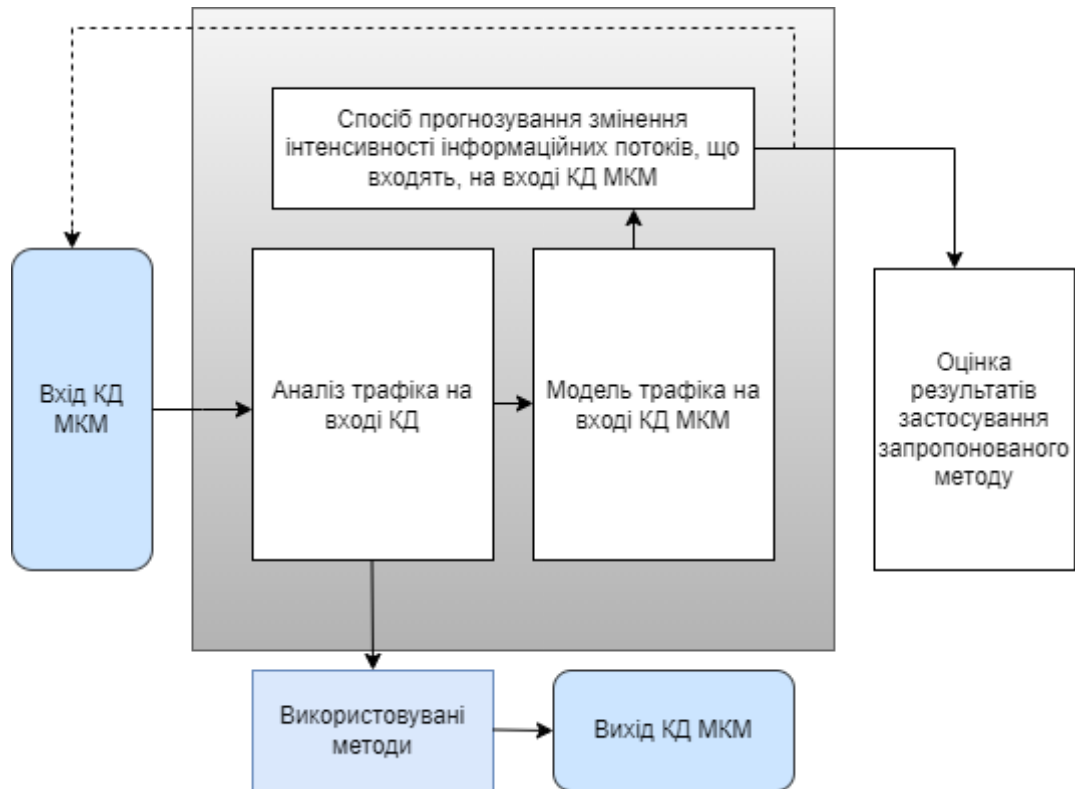 Спосіб прогнозування змінення
інтенсивності інформаційних потоків, що
входять, на вході КД МКМ
Вхід КД
МКМ
Аналіз трафіка на
вході КД
Модель трафіка на
вході КД МКМ
Оцінка
результатів
застосування
запропонованого
методу
Використовувані
методи
Вихід КД МКМ